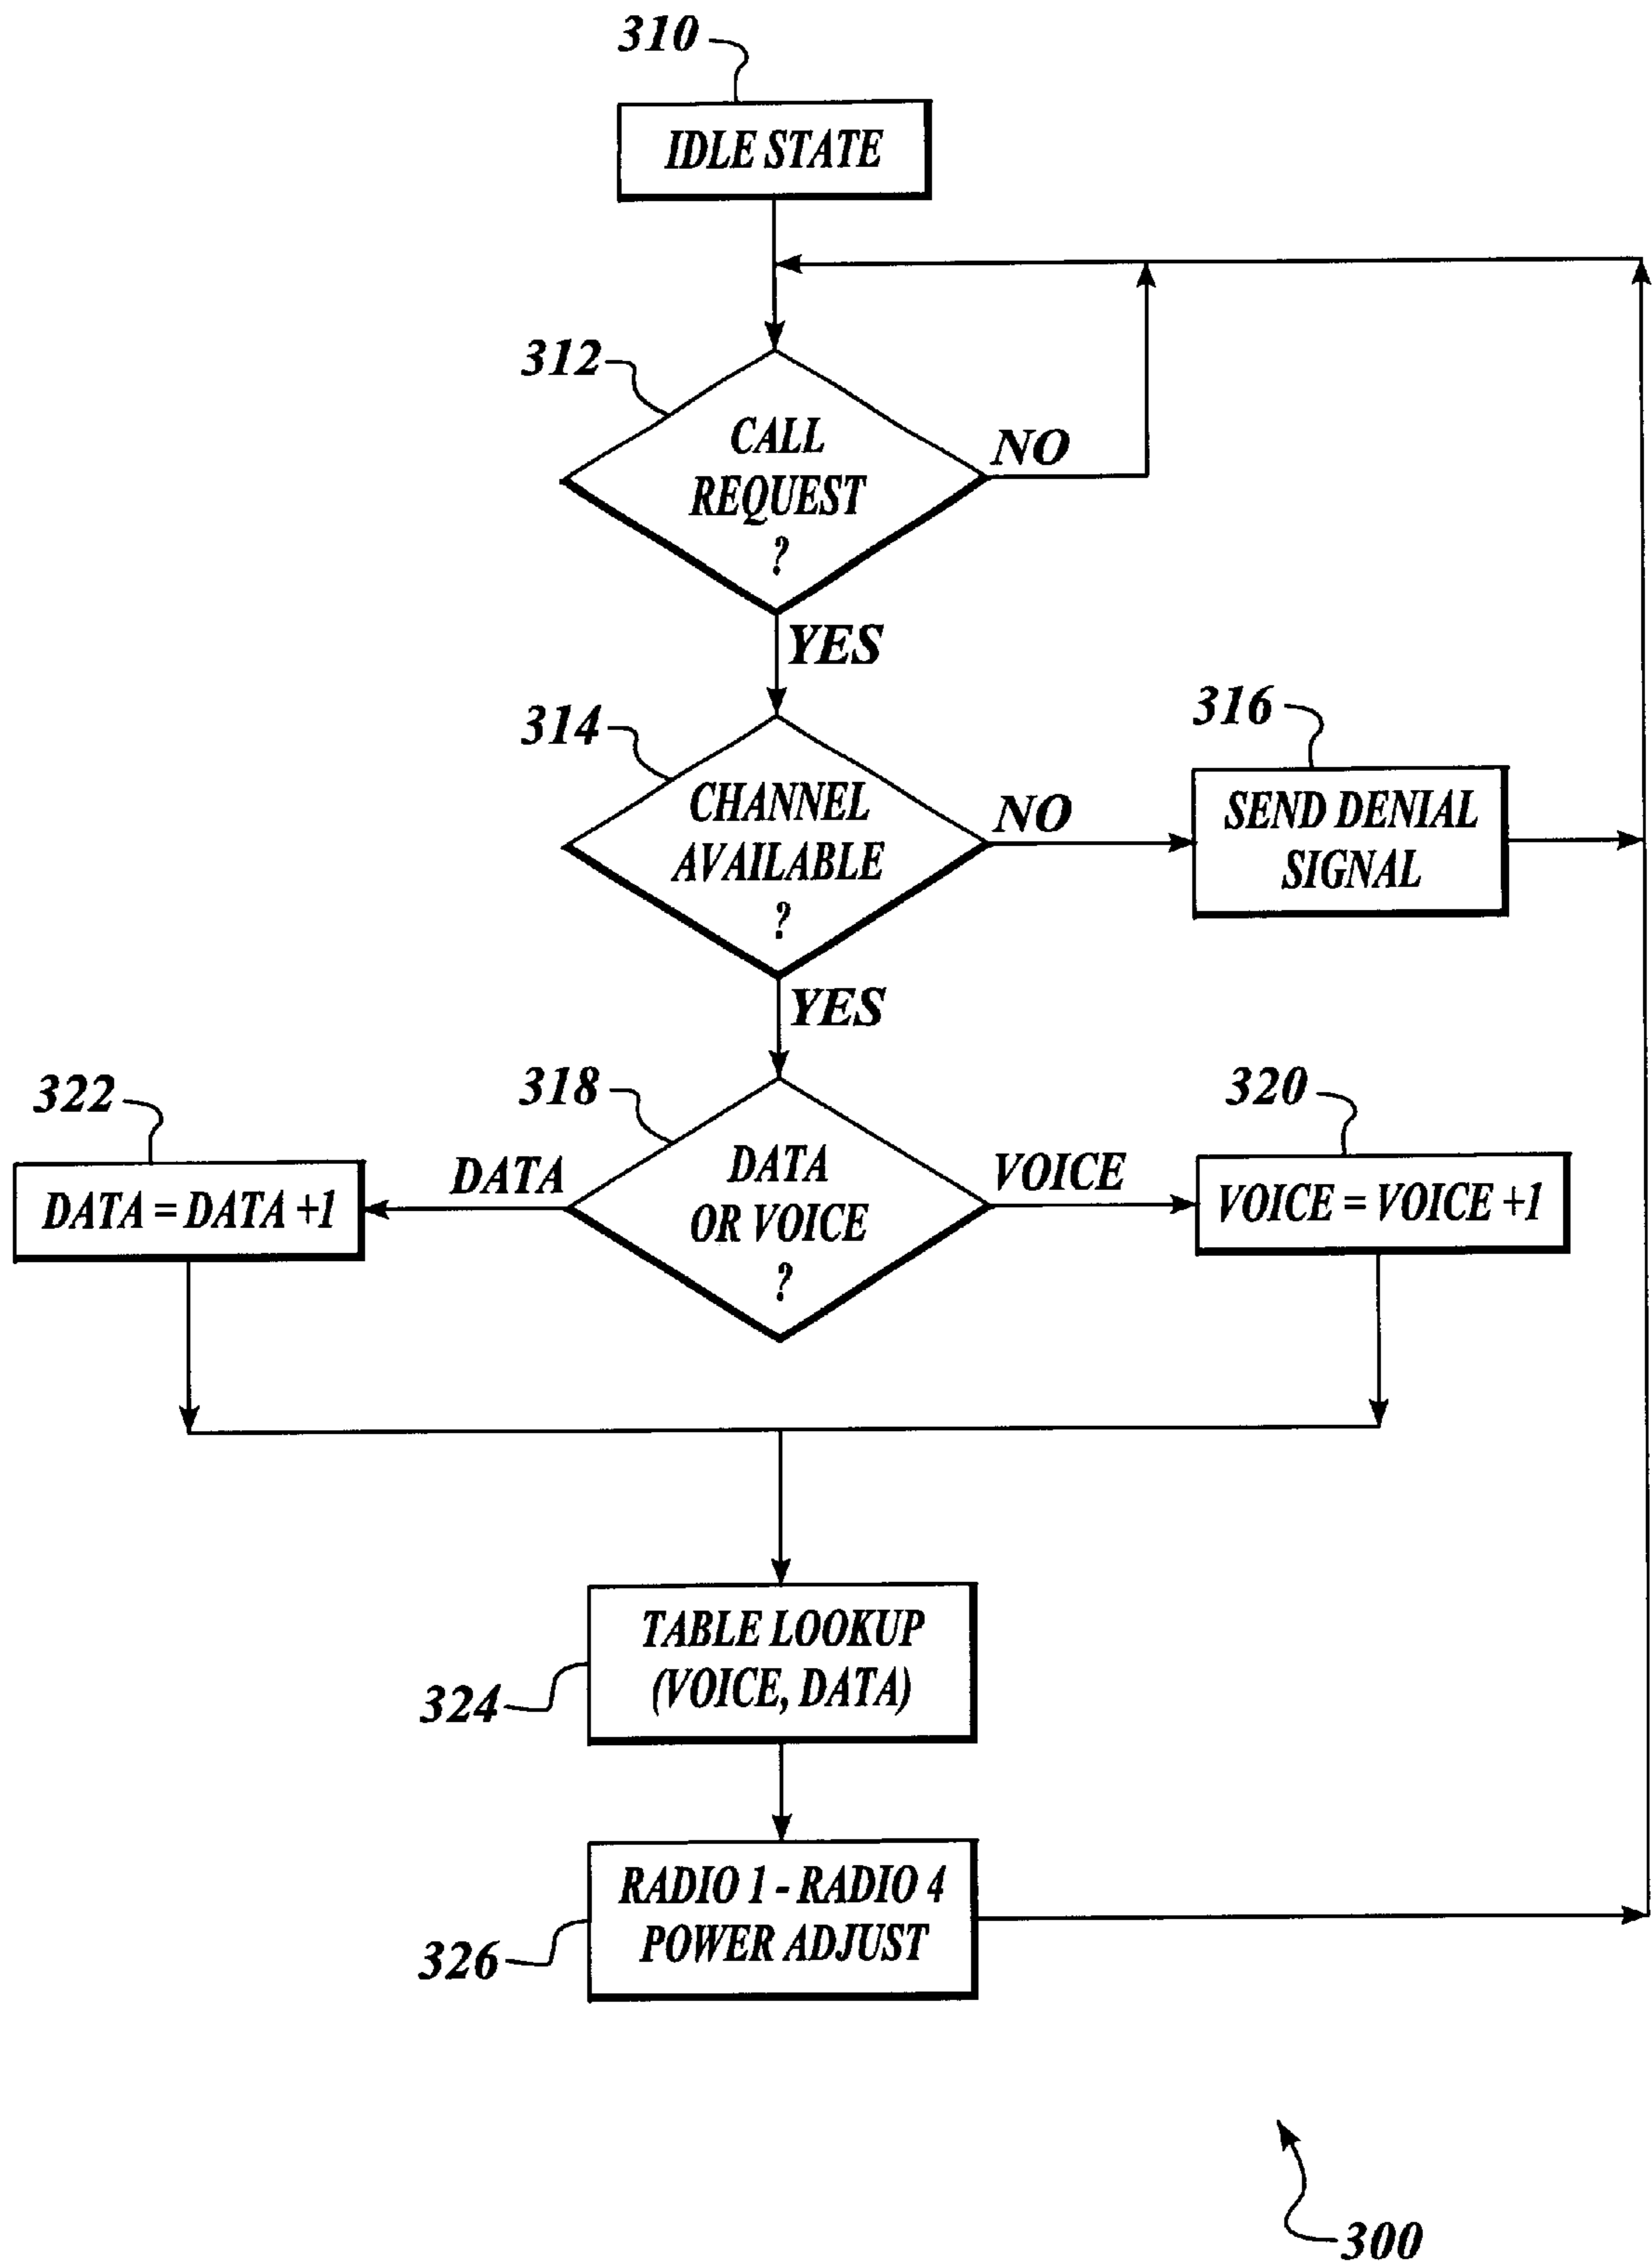 310
IDLE STATE
312
CALL
REQUEST
?
NO
YES
314
CHANNEL
AVAILABLE
?
NO
316
SEND DENIAL
SIGNAL
YES
318
DATA
OR VOICE
?
DATA
322
DATA = DATA +1
VOICE
320
VOICE = VOICE +1
324
TABLE LOOKUP
(VOICE, DATA)
326
RADIO 1 - RADIO 4
POWER ADJUST
300